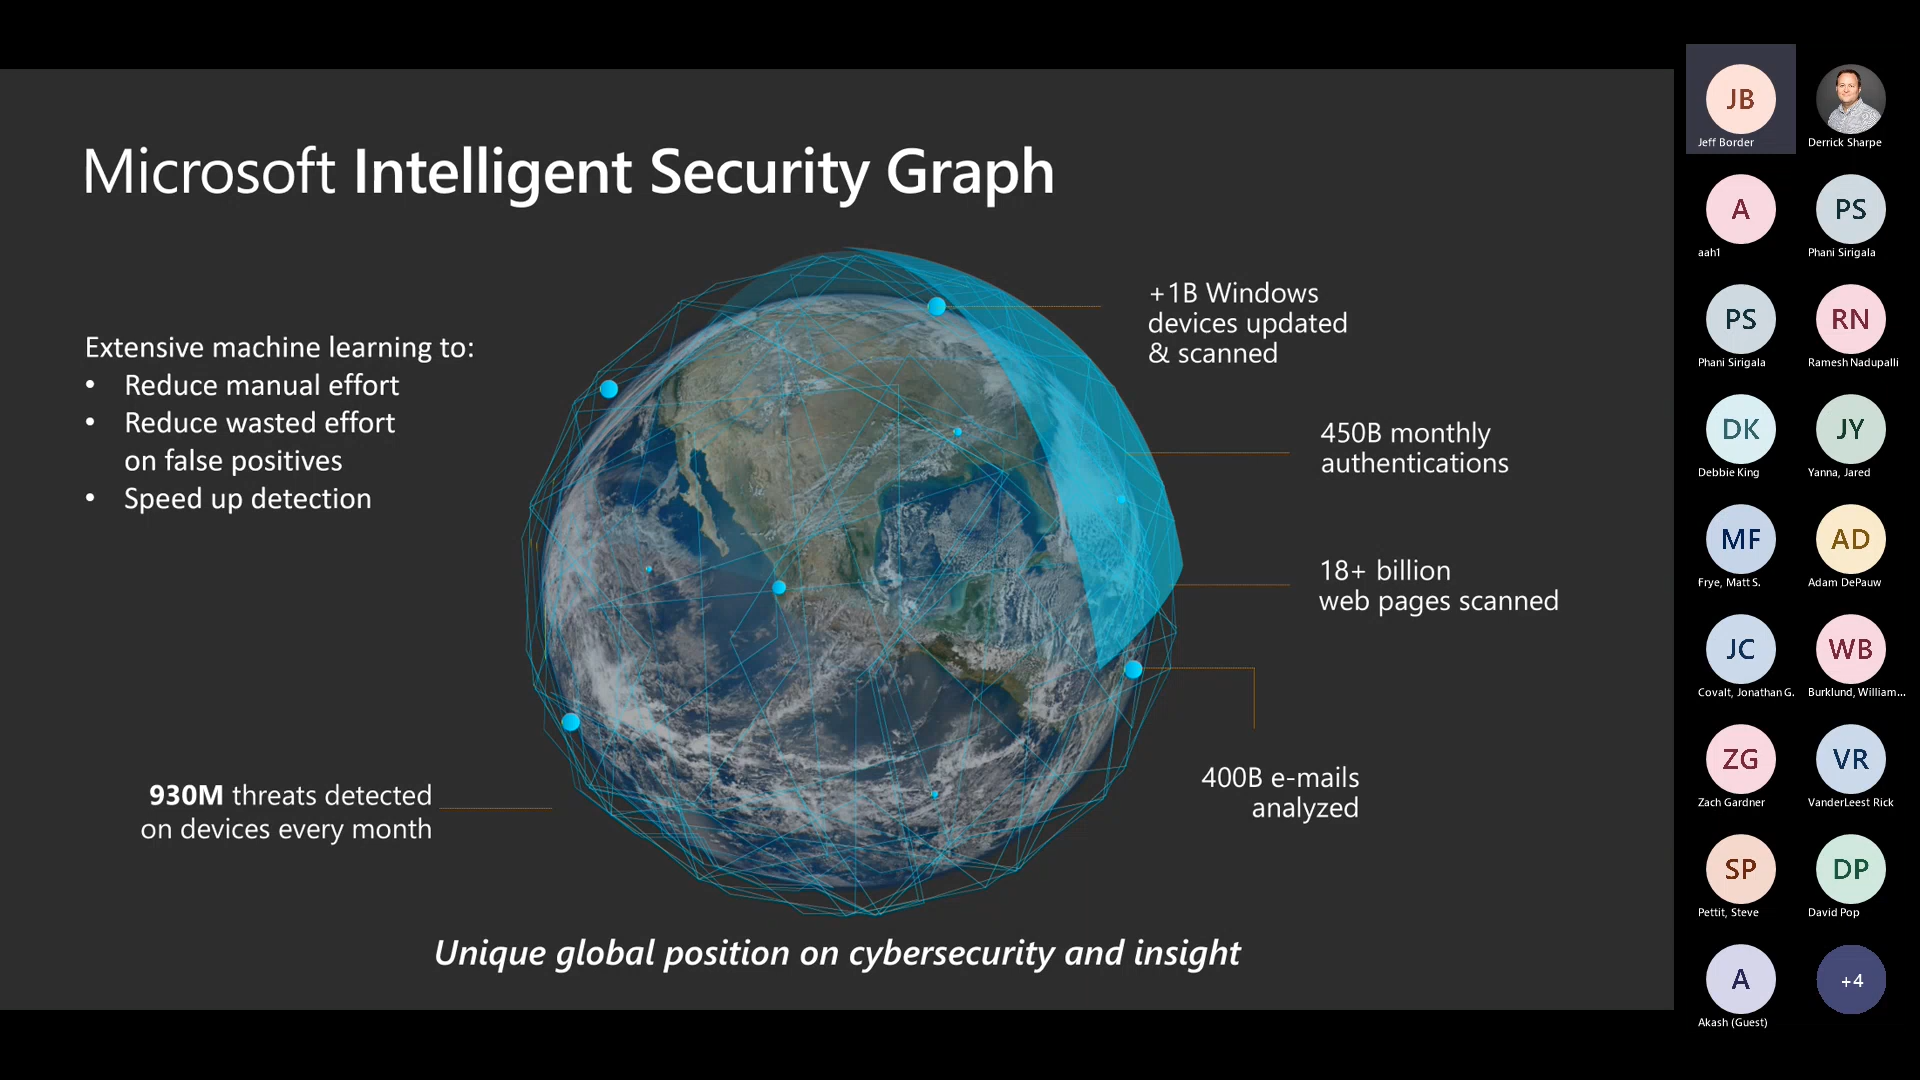 Microsoft Intelligent Security Graph
Extensive machine learning to:
• Reduce manual effort
• Reduce wasted effort
on false positives
• Speed up detection
+1B Windows
devices updated
& scanned
450B monthly
authentications
18+ billion
web pages scanned
400B e-mails
analyzed
930M threats detected
on devices every month
Unique global position on cybersecurity and insight
JB
Jeff Border
Derrick Sharpe
A
aah1
PS
Phani Sirigala
PS
Phani Sirigala
RN
Ramesh Nadupalli
DK
Debbie King
JY
Yanna, Jared
MF
Frye, Matt S.
AD
Adam DePauw
JC
Covalt, Jonathan G.
WB
Burklund, William...
ZG
Zach Gardner
VR
VanderLeest Rick
SP
Pettit, Steve
DP
David Pop
A
Akash (Guest)
+4